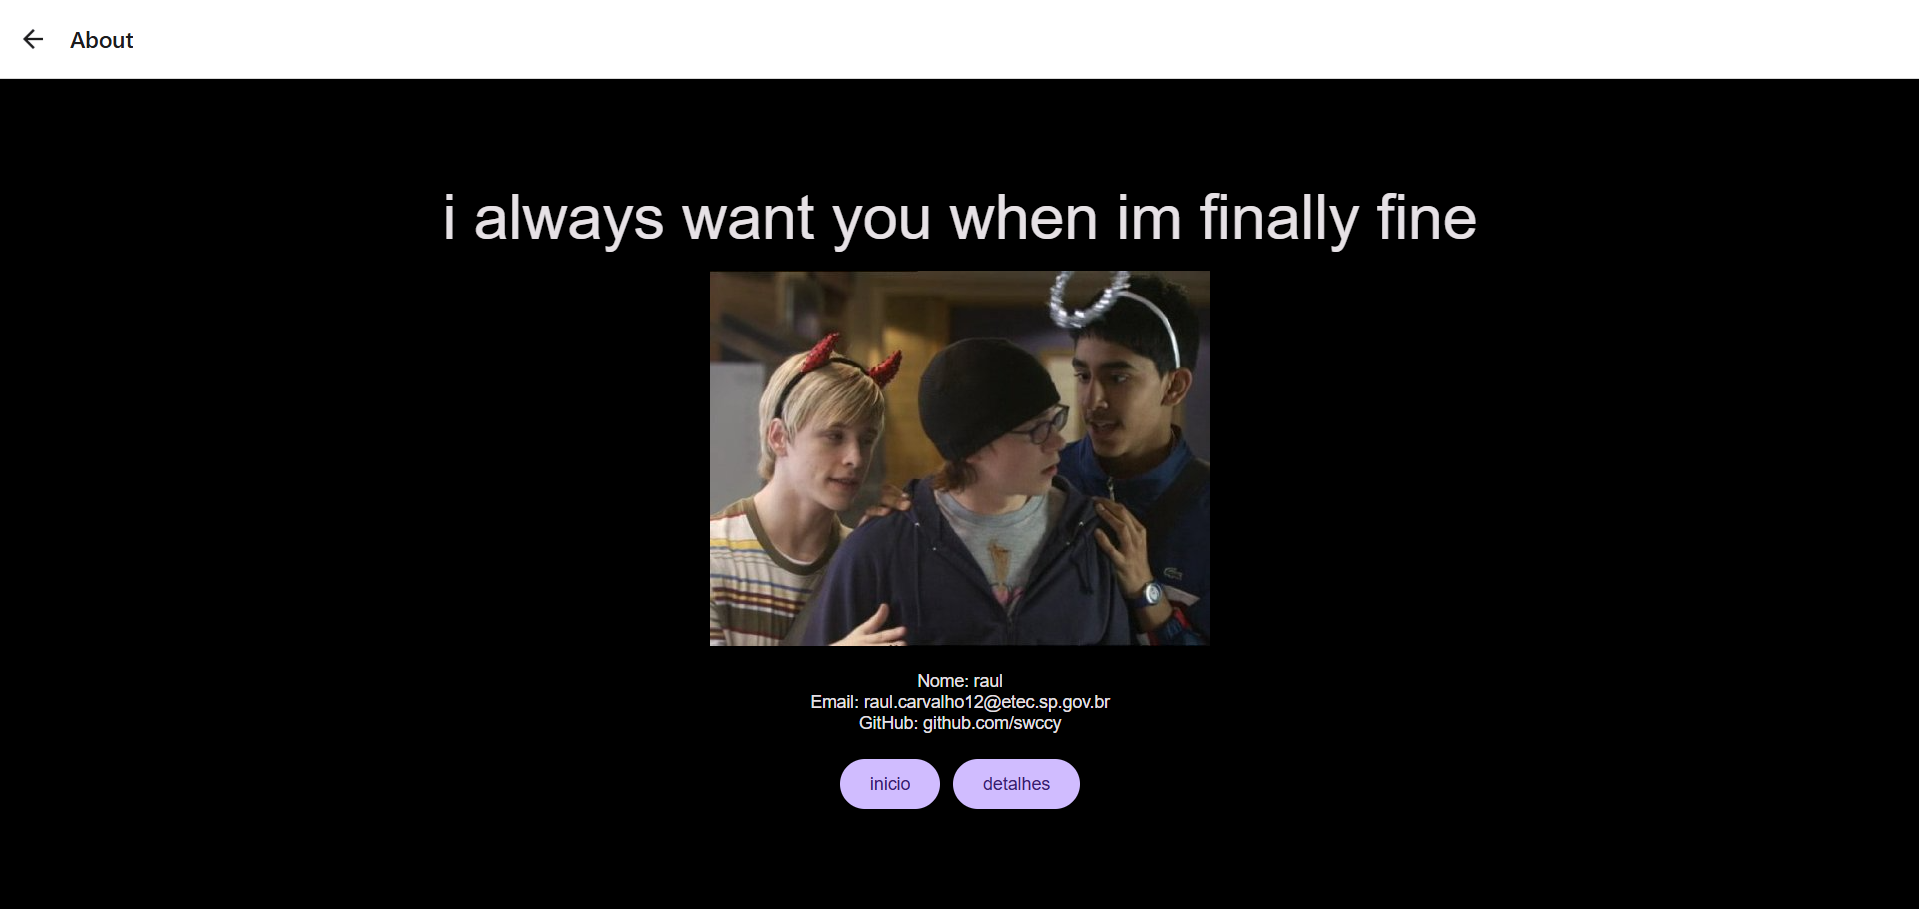 About
i always want you when im finally fine
Nome: raul
Email: raul.carvalho12@etec.sp.gov.br
GitHub: github.com/swccy
inicio
detalhes